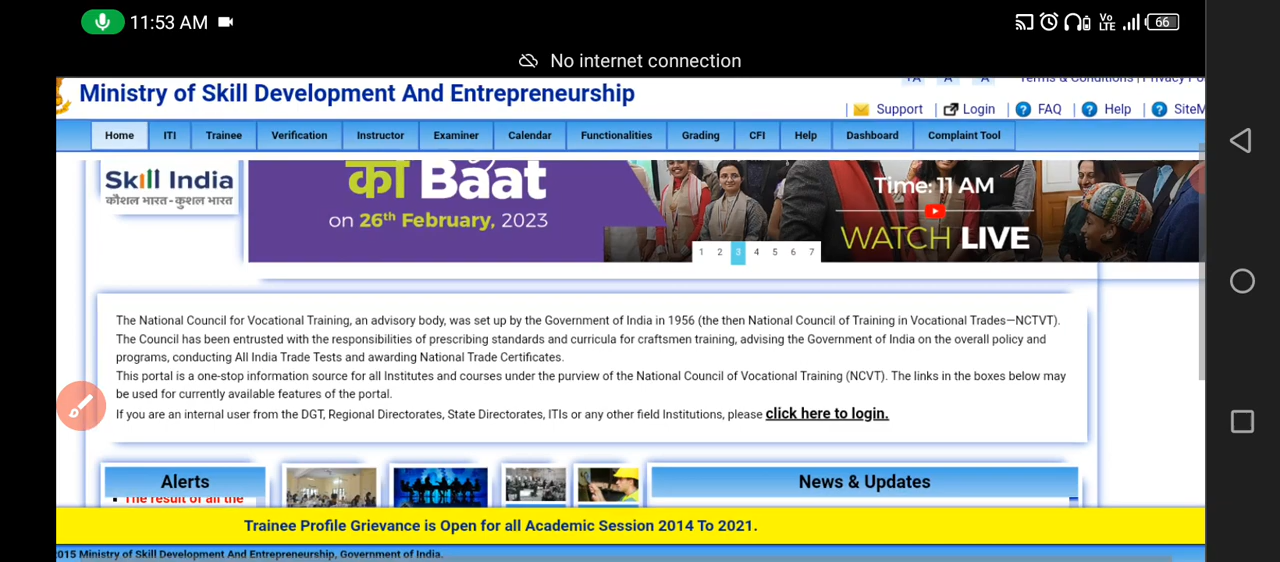 11:53 AM
Vo LTE 66
No internet connection
Ministry of Skill Development And Entrepreneurship
Terms & Conditions | Privacy Po
Support | Login | FAQ | Help | SiteM
Home ITI Trainee Verification Instructor Examiner Calendar Functionalities Grading CFI Help Dashboard Complaint Tool
Skill India
कौशल भारत-कुशल भारत
की Baat
on 26th February, 2023
Time: 11 AM
WATCH LIVE
1 2 3 4 5 6 7
The National Council for Vocational Training, an advisory body, was set up by the Government of India in 1956 (the then National Council of Training in Vocational Trades—NCTVT).
The Council has been entrusted with the responsibilities of prescribing standards and curricula for craftsmen training, advising the Government of India on the overall policy and
programs, conducting All India Trade Tests and awarding National Trade Certificates.
This portal is a one-stop information source for all Institutes and courses under the purview of the National Council of Vocational Training (NCVT). The links in the boxes below may
be used for currently available features of the portal.
If you are an internal user from the DGT, Regional Directorates, State Directorates, ITIs or any other field Institutions, please click here to login.
Alerts
News & Updates
The result of all the
Trainee Profile Grievance is Open for all Academic Session 2014 To 2021.
2015 Ministry of Skill Development And Entrepreneurship, Government of India.